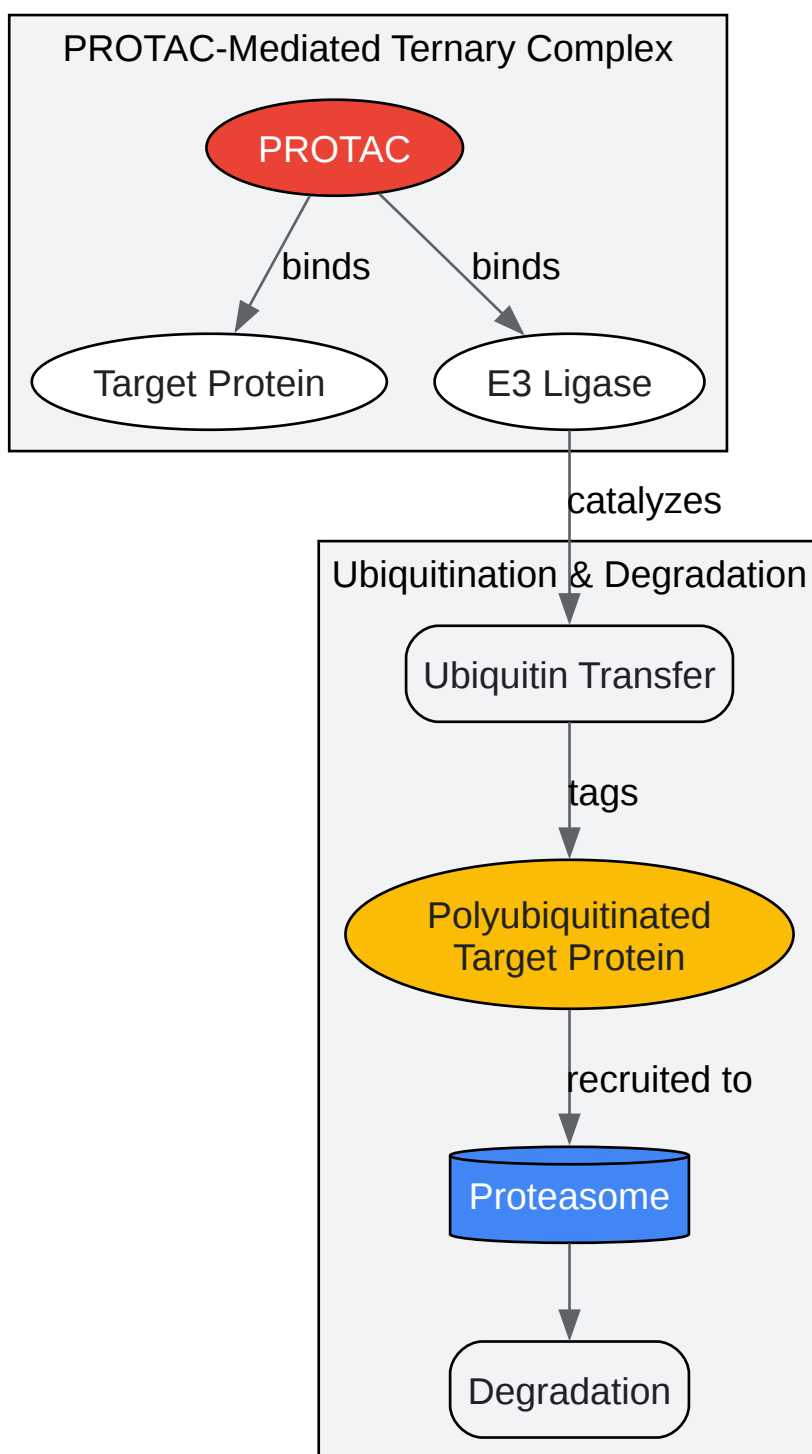 PROTAC-Mediated Ternary Complex
PROTAC
binds
binds
Target Protein
E3 Ligase
catalyzes
Ubiquitination & Degradation
Ubiquitin Transfer
tags
Polyubiquitinated
Target Protein
recruited to
Proteasome
Degradation